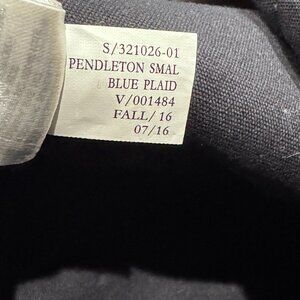 S/321026-01
PENDLETON SMAL
BLUE PLAID
V/001484
FALL/ 16
07/16